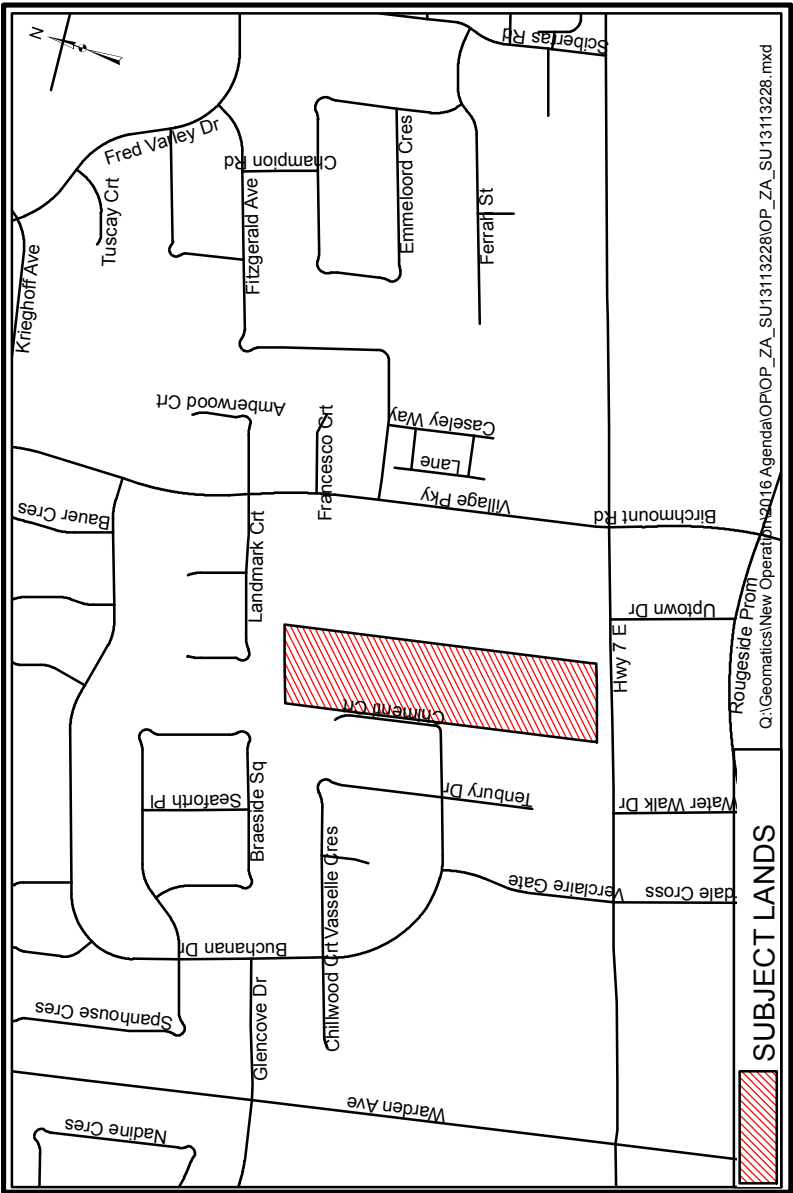 N
Sciberras Rd
Fred Varley Dr
Champion Rd
Tuscay Crt
Fitzgerald Ave
Emmeloord Cres
Ferrah St
Krieghoff Ave
Amberwood Crt
Francesco Crt
Caseley Way
Lane
Village Pky
Bauer Cres
Landmark Crt
Birchmount Rd
Uptown Dr
Hwy 7 E
Rougeside Prom
Chimenti Crt
Seaforth Pl
Braeside Sq
Tenbury Dr
Water Walk Dr
Chillwood Crt
Vasselle Cres
Verclaire Gate
dale Cross
Buchanan Dr
Spanhouse Cres
Glencove Dr
Warden Ave
Nadine Cres
SUBJECT LANDS
Q:\Geomatics\New Operation\2016 Agenda\OP\OP_ZA_SU13113228\OP_ZA_SU13113228.mxd